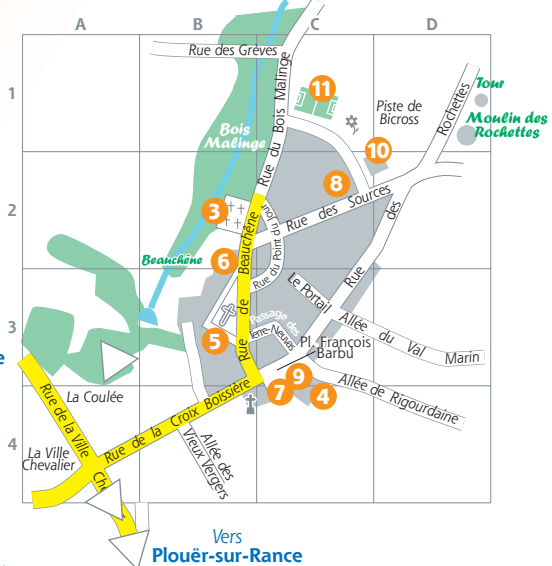 A B C D
1
2
3
4
Rue des Grèves
Rue du Bois Malinge
11
Piste de
Bicross
Tour
Moulin des
Rochettes
Rue des Rochettes
10
Bois
Malinge
8
3
Rue des Sources
Rue du Point du Jour
Beauchêne
6
Rue de Beauchêne
Le Portail
Passage des
Terre-Neuvas
5
Pl. François
Barbu
Allée du Val Marin
9
7
4
Allée de Rigourdaine
e
La Coulée
Rue de la Ville Che
Rue de la Croix Boissière
La Ville
Chevalier
Allée des
Vieux Vergers
Vers
Plouër-sur-Rance